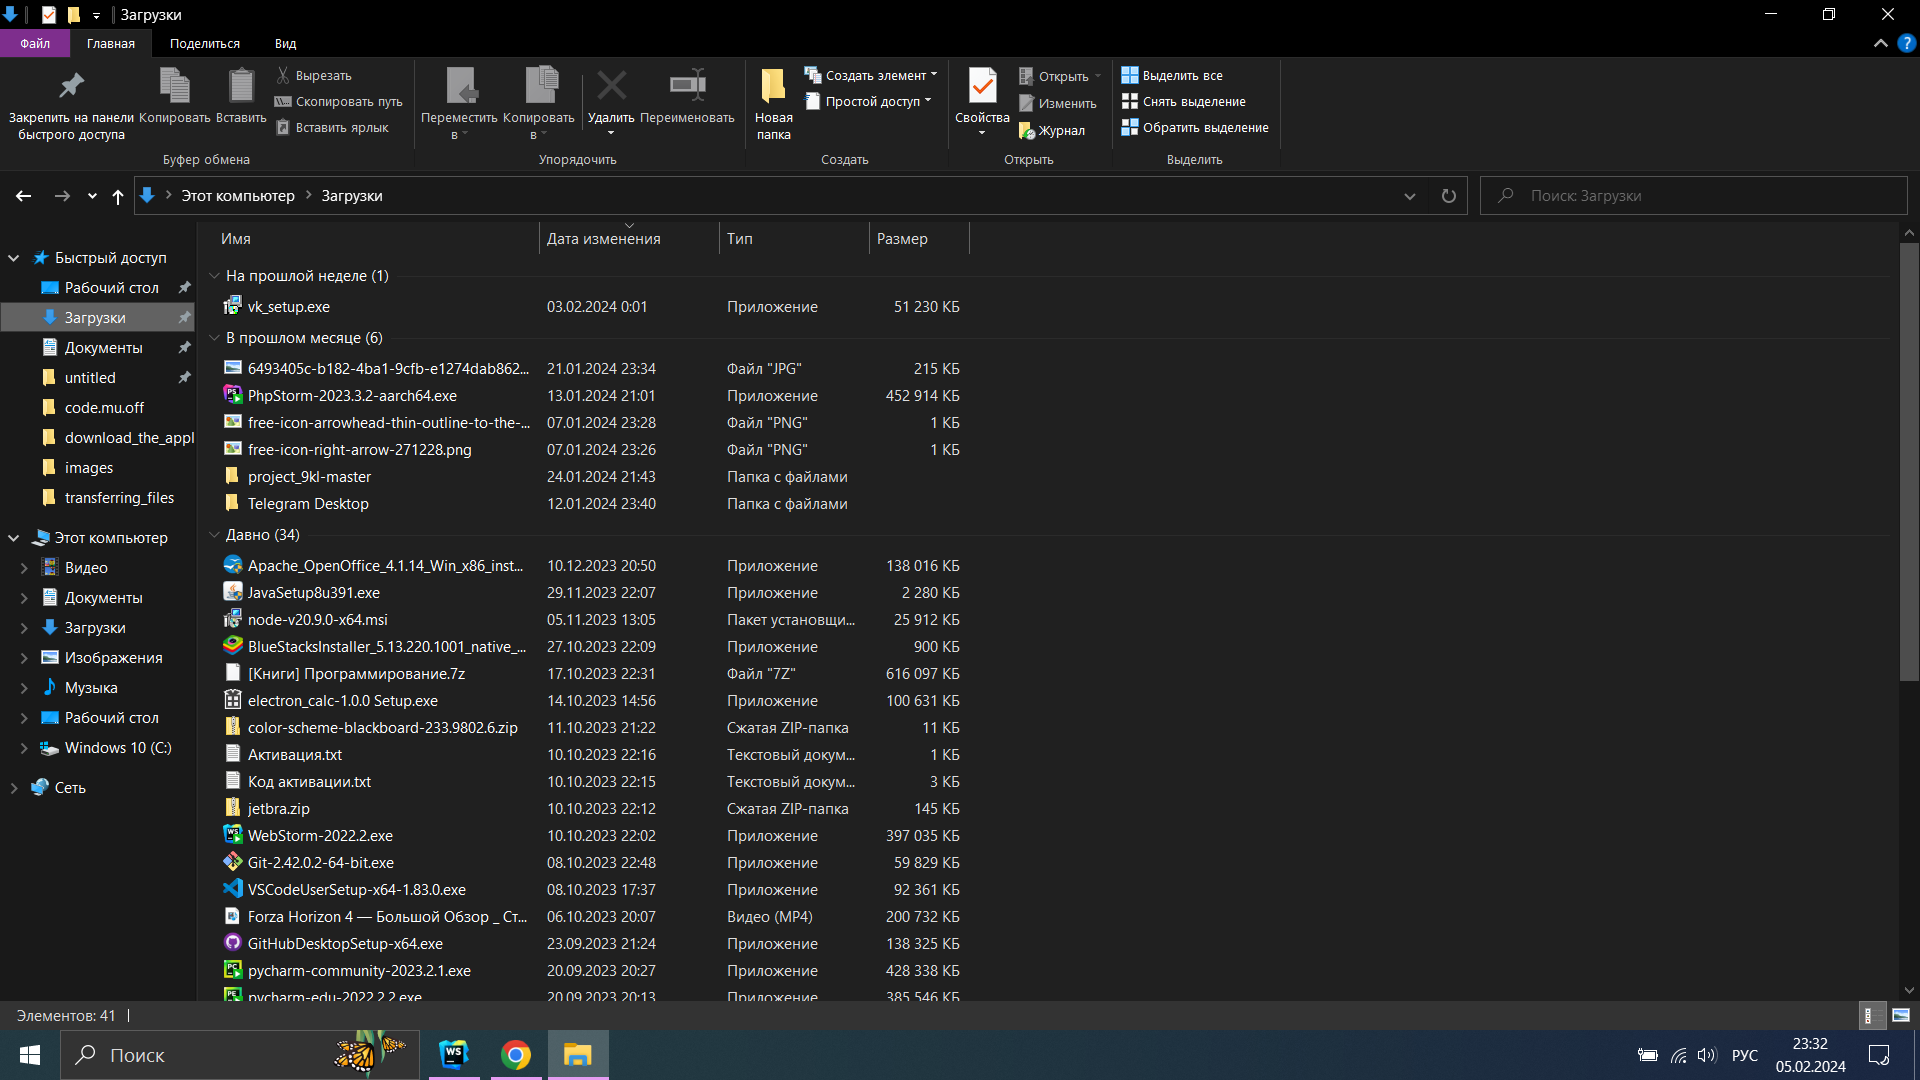 Загрузки
Файл
Главная
Поделиться
Вид
Закрепить на панели
быстрого доступа
Копировать
Вставить
Вырезать
Скопировать путь
Вставить ярлык
Буфер обмена
Переместить
в
Копировать
в
Удалить
Переименовать
Упорядочить
Новая
папка
Создать элемент
Простой доступ
Создать
Свойства
Открыть
Изменить
Журнал
Открыть
Выделить все
Снять выделение
Обратить выделение
Выделить
Этот компьютер
Загрузки
Поиск: Загрузки
Быстрый доступ
Рабочий стол
Загрузки
Документы
untitled
code.mu.off
download_the_appl
images
transferring_files
Этот компьютер
Видео
Документы
Загрузки
Изображения
Музыка
Рабочий стол
Windows 10 (C:)
Сеть
Имя Дата изменения Тип Размер
На прошлой неделе (1)
vk_setup.exe 03.02.2024 0:01 Приложение 51 230 КБ
В прошлом месяце (6)
6493405c-b182-4ba1-9cfb-e1274dab862... 21.01.2024 23:34 Файл "JPG" 215 КБ
PhpStorm-2023.3.2-aarch64.exe 13.01.2024 21:01 Приложение 452 914 КБ
free-icon-arrowhead-thin-outline-to-the-... 07.01.2024 23:28 Файл "PNG" 1 КБ
free-icon-right-arrow-271228.png 07.01.2024 23:26 Файл "PNG" 1 КБ
project_9kl-master 24.01.2024 21:43 Папка с файлами
Telegram Desktop 12.01.2024 23:40 Папка с файлами
Давно (34)
Apache_OpenOffice_4.1.14_Win_x86_inst... 10.12.2023 20:50 Приложение 138 016 КБ
JavaSetup8u391.exe 29.11.2023 22:07 Приложение 2 280 КБ
node-v20.9.0-x64.msi 05.11.2023 13:05 Пакет установщи... 25 912 КБ
BlueStacksInstaller_5.13.220.1001_native_... 27.10.2023 22:09 Приложение 900 КБ
[Книги] Программирование.7z 17.10.2023 22:31 Файл "7Z" 616 097 КБ
electron_calc-1.0.0 Setup.exe 14.10.2023 14:56 Приложение 100 631 КБ
color-scheme-blackboard-233.9802.6.zip 11.10.2023 21:22 Сжатая ZIP-папка 11 КБ
Активация.txt 10.10.2023 22:16 Текстовый докум... 1 КБ
Код активации.txt 10.10.2023 22:15 Текстовый докум... 3 КБ
jetbra.zip 10.10.2023 22:12 Сжатая ZIP-папка 145 КБ
WebStorm-2022.2.exe 10.10.2023 22:02 Приложение 397 035 КБ
Git-2.42.0.2-64-bit.exe 08.10.2023 22:48 Приложение 59 829 КБ
VSCodeUserSetup-x64-1.83.0.exe 08.10.2023 17:37 Приложение 92 361 КБ
Forza Horizon 4 — Большой Обзор _ Ст... 06.10.2023 20:07 Видео (MP4) 200 732 КБ
GitHubDesktopSetup-x64.exe 23.09.2023 21:24 Приложение 138 325 КБ
pycharm-community-2023.2.1.exe 20.09.2023 20:27 Приложение 428 338 КБ
pycharm-edu-2022.2.2.exe 20.09.2023 20:13 Приложение 385 546 КБ
Элементов: 41
Поиск
WS
РУС
23:32
05.02.2024